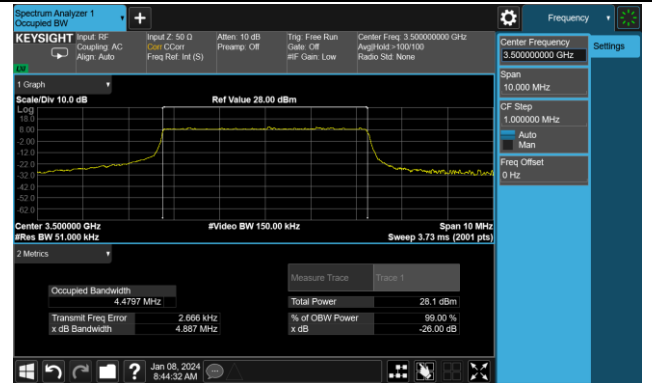 Spectrum Analyzer 1
Occupied BW
Frequency
KEYSIGHT
Input: RF
Coupling: AC
Align: Auto
Input Z: 50 Ω
Corr CCorr
Freq Ref: Int (S)
Atten: 10 dB
Preamp: Off
Trig: Free Run
Gate: Off
#IF Gain: Low
Center Freq: 3.500000000 GHz
Avg|Hold:>100/100
Radio Std: None
Center Frequency
3.500000000 GHz
Settings
Span
10.000 MHz
CF Step
1.000000 MHz
Auto
Man
Freq Offset
0 Hz
1 Graph
Scale/Div 10.0 dB
Ref Value 28.00 dBm
Log
18.0
8.00
-2.00
-12.0
-22.0
-32.0
-42.0
-52.0
-62.0
Center 3.500000 GHz
#Video BW 150.00 kHz
Span 10 MHz
#Res BW 51.000 kHz
Sweep 3.73 ms (2001 pts)
2 Metrics
Measure Trace
Trace 1
Occupied Bandwidth
4.4797 MHz
Total Power
28.1 dBm
Transmit Freq Error
2.666 kHz
% of OBW Power
99.00 %
x dB Bandwidth
4.887 MHz
x dB
-26.00 dB
Jan 08, 2024
8:44:32 AM